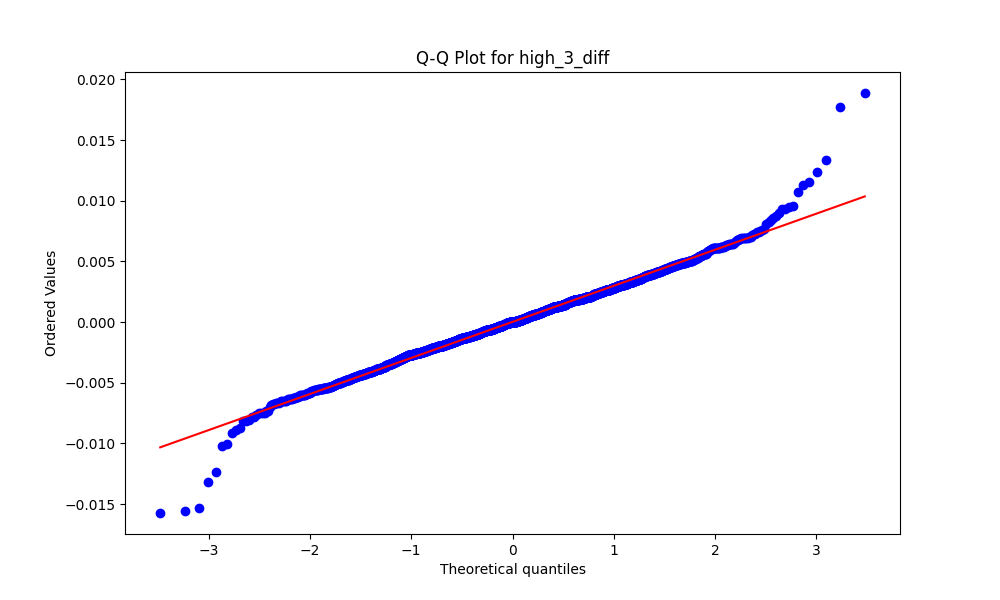 Q-Q Plot for high_3_diff
0.020
0.015
0.010
0.005
0.000
−0.005
−0.010
−0.015
Ordered Values
−3 −2 −1 0 1 2 3
Theoretical quantiles